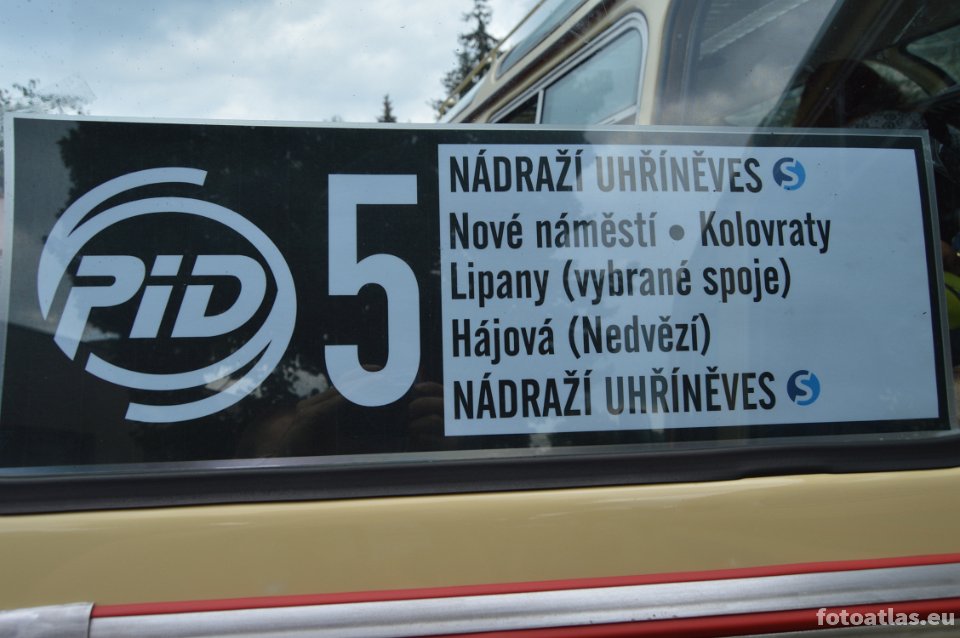 PID
5
NÁDRAŽÍ UHŘÍNĚVES S
Nové náměstí • Kolovraty
Lipany (vybrané spoje)
Hájová (Nedvězí)
NÁDRAŽÍ UHŘÍNĚVES S
fotoatlas.eu